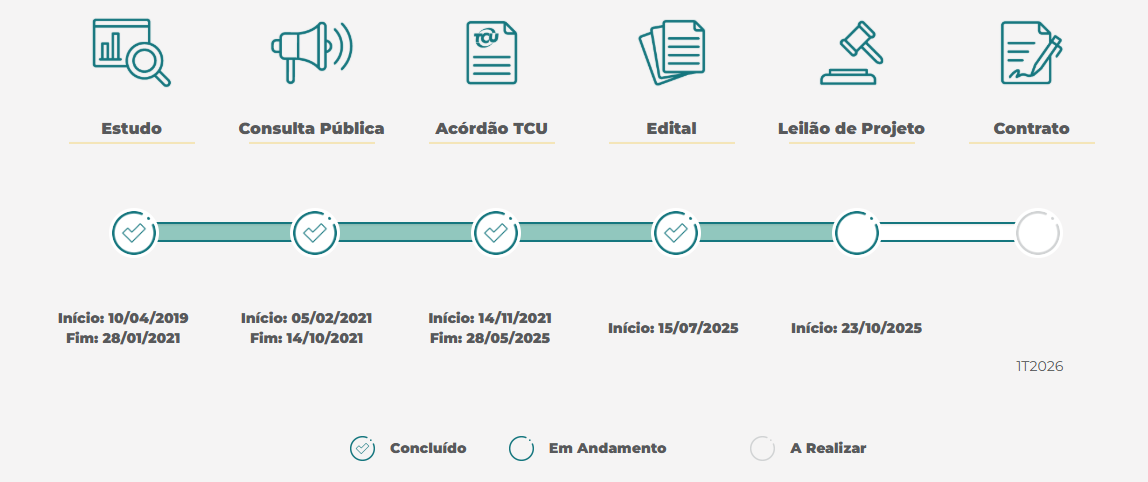 TCU
Estudo
Consulta Pública
Acórdão TCU
Edital
Leilão de Projeto
Contrato
Início: 10/04/2019
Fim: 28/01/2021
Início: 05/02/2021
Fim: 14/10/2021
Início: 14/11/2021
Fim: 28/05/2025
Início: 15/07/2025
Início: 23/10/2025
1T2026
Concluído
Em Andamento
A Realizar